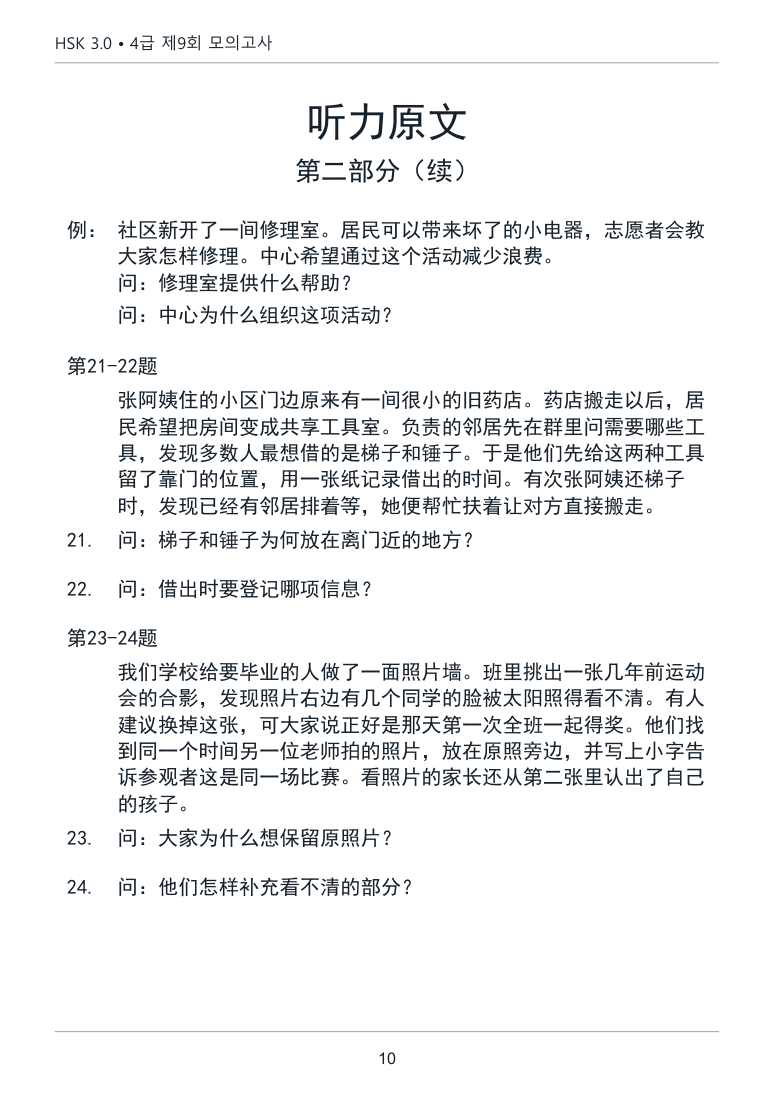 HSK 3.0 • 4급 제9회 모의고사
听力原文
第二部分（续）
例： 社区新开了一间修理室。居民可以带来坏了的小电器，志愿者会教
大家怎样修理。中心希望通过这个活动减少浪费。
问：修理室提供什么帮助？
问：中心为什么组织这项活动？
第21-22题
张阿姨住的小区门边原来有一间很小的旧药店。药店搬走以后，居
民希望把房间变成共享工具室。负责的邻居先在群里问需要哪些工
具，发现多数人最想借的是梯子和锤子。于是他们先给这两种工具
留了靠门的位置，用一张纸记录借出的时间。有次张阿姨还梯子
时，发现已经有邻居排着等，她便帮忙扶着让对方直接搬走。
21. 问：梯子和锤子为何放在离门近的地方？
22. 问：借出时要登记哪项信息？
第23-24题
我们学校给要毕业的人做了一面照片墙。班里挑出一张几年前运动
会的合影，发现照片右边有几个同学的脸被太阳照得看不清。有人
建议换掉这张，可大家说正好是那天第一次全班一起得奖。他们找
到同一个时间另一位老师拍的照片，放在原照旁边，并写上小字告
诉参观者这是同一场比赛。看照片的家长还从第二张里认出了自己
的孩子。
23. 问：大家为什么想保留原照片？
24. 问：他们怎样补充看不清的部分？
10